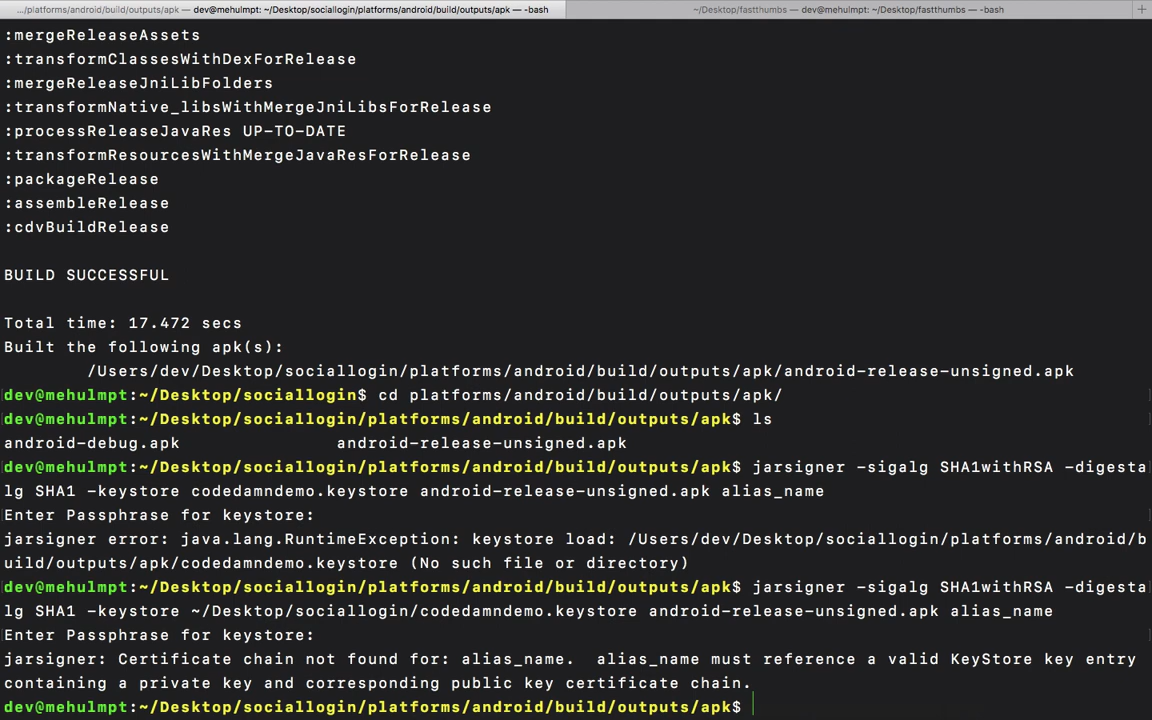 .../platforms/android/build/outputs/apk — dev@mehulmpt: ~/Desktop/sociallogin/platforms/android/build/outputs/apk — -bash
~/Desktop/fastthumbs — dev@mehulmpt: ~/Desktop/fastthumbs — -bash
+
:mergeReleaseAssets
:transformClassesWithDexForRelease
:mergeReleaseJniLibFolders
:transformNative_libsWithMergeJniLibsForRelease
:processReleaseJavaRes UP-TO-DATE
:transformResourcesWithMergeJavaResForRelease
:packageRelease
:assembleRelease
:cdvBuildRelease
BUILD SUCCESSFUL
Total time: 17.472 secs
Built the following apk(s):
/Users/dev/Desktop/sociallogin/platforms/android/build/outputs/apk/android-release-unsigned.apk
dev@mehulmpt:~/Desktop/sociallogin$ cd platforms/android/build/outputs/apk/
dev@mehulmpt:~/Desktop/sociallogin/platforms/android/build/outputs/apk$ ls
android-debug.apk android-release-unsigned.apk
dev@mehulmpt:~/Desktop/sociallogin/platforms/android/build/outputs/apk$ jarsigner -sigalg SHA1withRSA -digesta
lg SHA1 -keystore codedamndemo.keystore android-release-unsigned.apk alias_name
Enter Passphrase for keystore:
jarsigner error: java.lang.RuntimeException: keystore load: /Users/dev/Desktop/sociallogin/platforms/android/b
uild/outputs/apk/codedamndemo.keystore (No such file or directory)
dev@mehulmpt:~/Desktop/sociallogin/platforms/android/build/outputs/apk$ jarsigner -sigalg SHA1withRSA -digesta
lg SHA1 -keystore ~/Desktop/sociallogin/codedamndemo.keystore android-release-unsigned.apk alias_name
Enter Passphrase for keystore:
jarsigner: Certificate chain not found for: alias_name.  alias_name must reference a valid KeyStore key entry
containing a private key and corresponding public key certificate chain.
dev@mehulmpt:~/Desktop/sociallogin/platforms/android/build/outputs/apk$